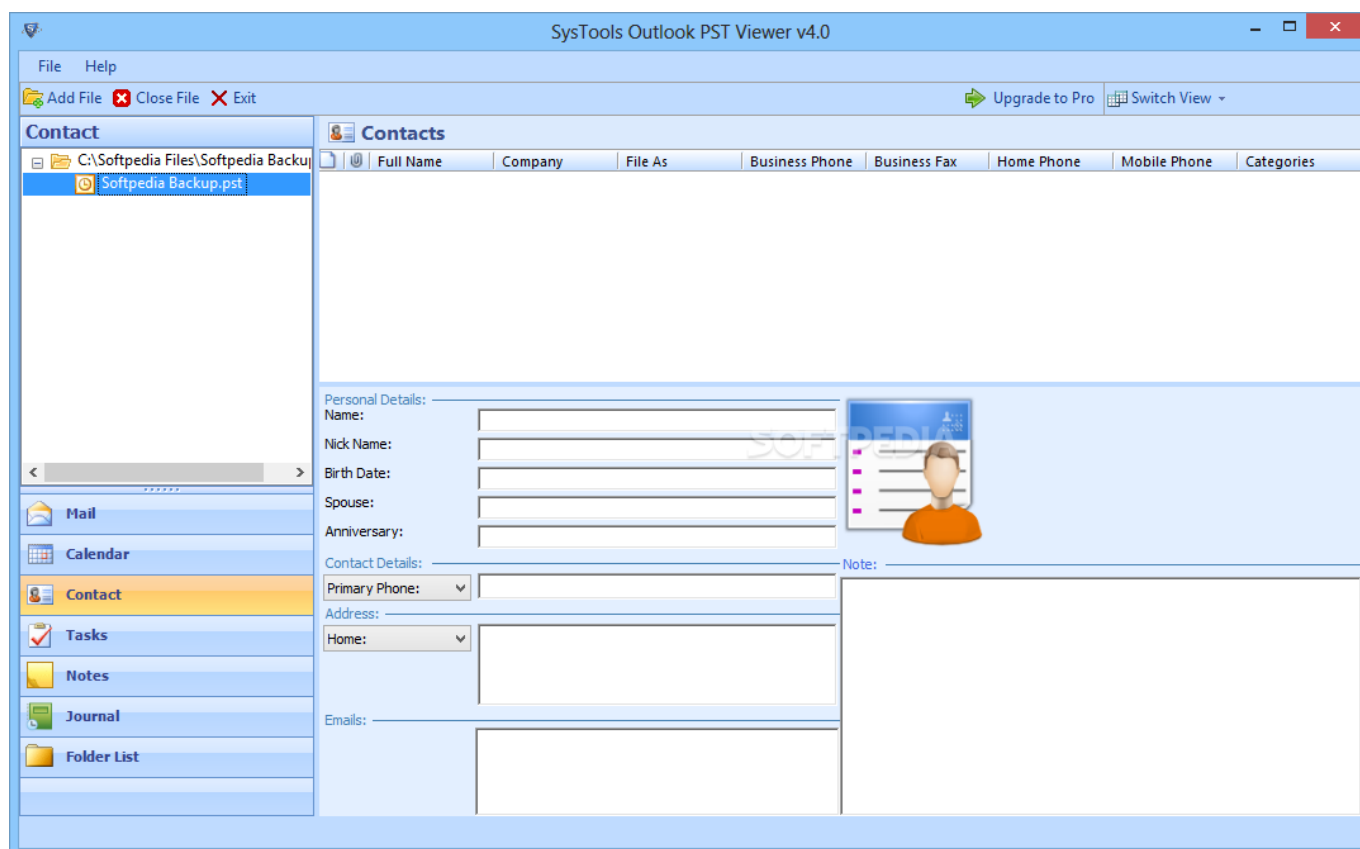 SysTools Outlook PST Viewer v4.0
File Help
Add File Close File Exit Upgrade to Pro Switch View
Contact
C:\Softpedia Files\Softpedia Backup
Softpedia Backup.pst
Contacts
Full Name Company File As Business Phone Business Fax Home Phone Mobile Phone Categories
Personal Details:
Name:
Nick Name:
Birth Date:
Spouse:
Anniversary:
SOFTPEDIA
Contact Details:
Primary Phone:
Address:
Home:
Emails:
Note:
Mail
Calendar
Contact
Tasks
Notes
Journal
Folder List